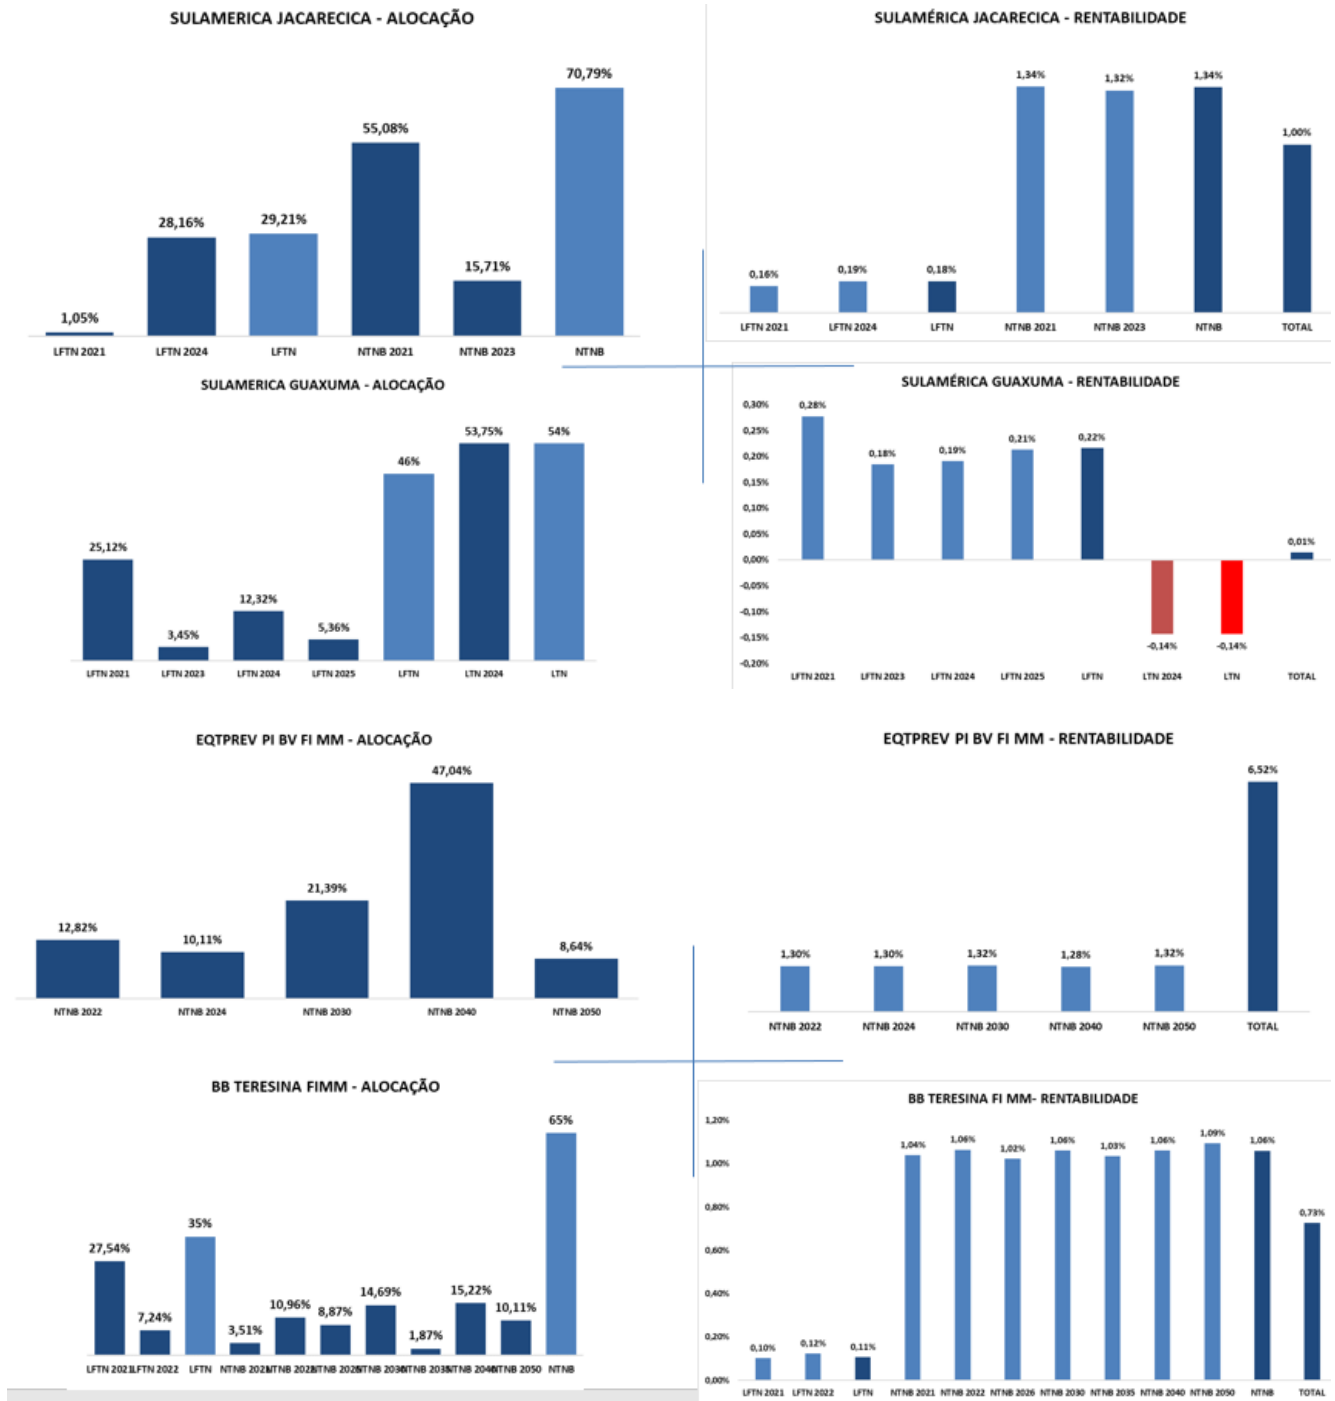 SULAMERICA JACARECICA - ALOCAÇÃO
70,79%
55,08%
28,16%
29,21%
15,71%
1,05%
LFTN 2021 LFTN 2024 LFTN NTNB 2021 NTNB 2023 NTNB
SULAMÉRICA JACARECICA - RENTABILIDADE
1,34% 1,32% 1,34%
1,00%
0,16% 0,19% 0,18%
LFTN 2021 LFTN 2024 LFTN NTNB 2021 NTNB 2023 NTNB TOTAL
SULAMERICA GUAXUMA - ALOCAÇÃO
53,75% 54%
46%
25,12%
12,32%
3,45%
5,36%
LFTN 2021 LFTN 2023 LFTN 2024 LFTN 2025 LFTN LTN 2024 LTN
SULAMÉRICA GUAXUMA - RENTABILIDADE
0,30%
0,25%
0,20%
0,15%
0,10%
0,05%
0,00%
-0,05%
-0,10%
-0,15%
-0,20%
0,28%
0,18% 0,19% 0,21% 0,22%
0,01%
-0,14% -0,14%
LFTN 2021 LFTN 2023 LFTN 2024 LFTN 2025 LFTN LTN 2024 LTN TOTAL
EQTPREV PI BV FI MM - ALOCAÇÃO
47,04%
21,39%
12,82%
10,11%
8,64%
NTNB 2022 NTNB 2024 NTNB 2030 NTNB 2040 NTNB 2050
EQTPREV PI BV FI MM - RENTABILIDADE
6,52%
1,30% 1,30% 1,32% 1,28% 1,32%
NTNB 2022 NTNB 2024 NTNB 2030 NTNB 2040 NTNB 2050 TOTAL
BB TERESINA FIMM - ALOCAÇÃO
65%
35%
27,54%
7,24%
3,51%
10,96%
8,87%
14,69%
1,87%
15,22%
10,11%
LFTN 2021 LFTN 2022 LFTN NTNB 2021 NTNB 2022 NTNB 2030 NTNB 2035 NTNB 2040 NTNB 2050 NTNB
BB TERESINA FI MM- RENTABILIDADE
1,20%
1,00%
0,80%
0,60%
0,40%
0,20%
0,00%
1,04% 1,06% 1,02% 1,06% 1,03% 1,06% 1,09% 1,06%
0,73%
0,10% 0,12% 0,11%
LFTN 2021 LFTN 2022 LFTN NTNB 2021 NTNB 2022 NTNB 2026 NTNB 2030 NTNB 2035 NTNB 2040 NTNB 2050 NTNB TOTAL